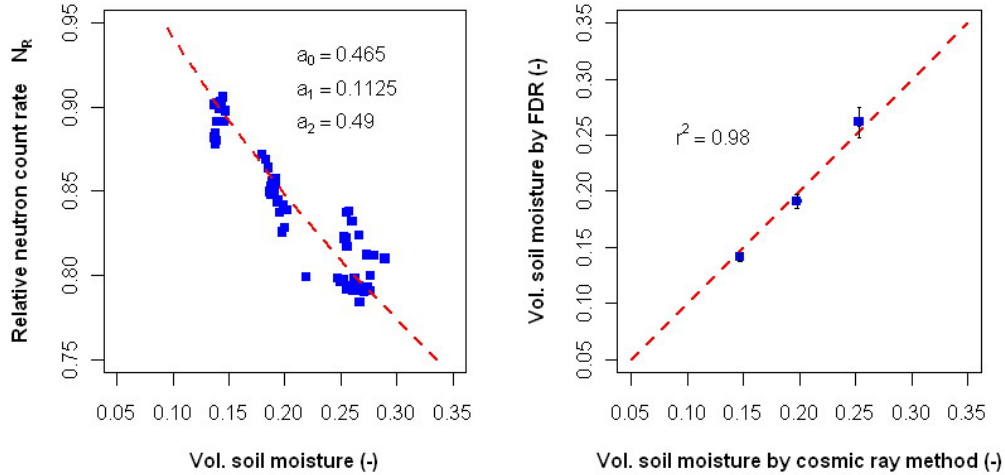 Relative neutron count rate N_R
0.95
0.90
0.85
0.80
0.75
a₀ = 0.465
a₁ = 0.1125
a₂ = 0.49
0.05 0.10 0.15 0.20 0.25 0.30 0.35
Vol. soil moisture (-)
Vol. soil moisture by FDR (-)
0.35
0.30
0.25
0.20
0.15
0.10
0.05
r² = 0.98
0.05 0.10 0.15 0.20 0.25 0.30 0.35
Vol. soil moisture by cosmic ray method (-)